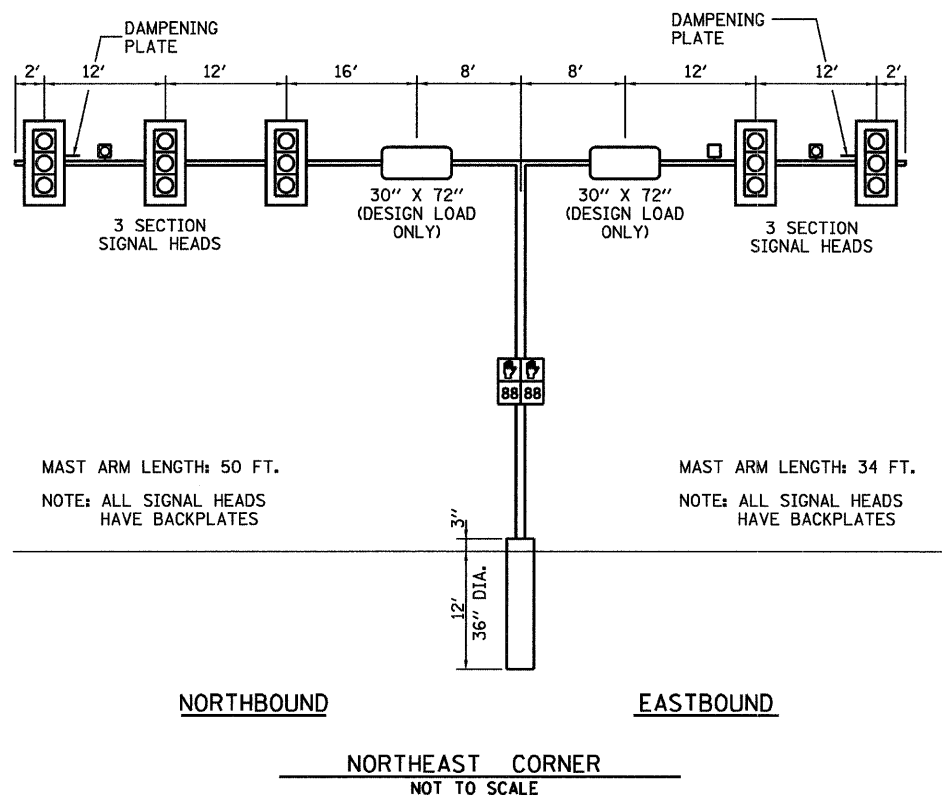 DAMPENING
PLATE
DAMPENING
PLATE
2' 12' 12' 16' 8' 8' 12' 12' 2'
30" X 72"
(DESIGN LOAD
ONLY)
30" X 72"
(DESIGN LOAD
ONLY)
3 SECTION
SIGNAL HEADS
3 SECTION
SIGNAL HEADS
88 88
MAST ARM LENGTH: 50 FT.
NOTE: ALL SIGNAL HEADS
HAVE BACKPLATES
MAST ARM LENGTH: 34 FT.
NOTE: ALL SIGNAL HEADS
HAVE BACKPLATES
3"
12'
36" DIA.
NORTHBOUND
EASTBOUND
NORTHEAST CORNER
NOT TO SCALE